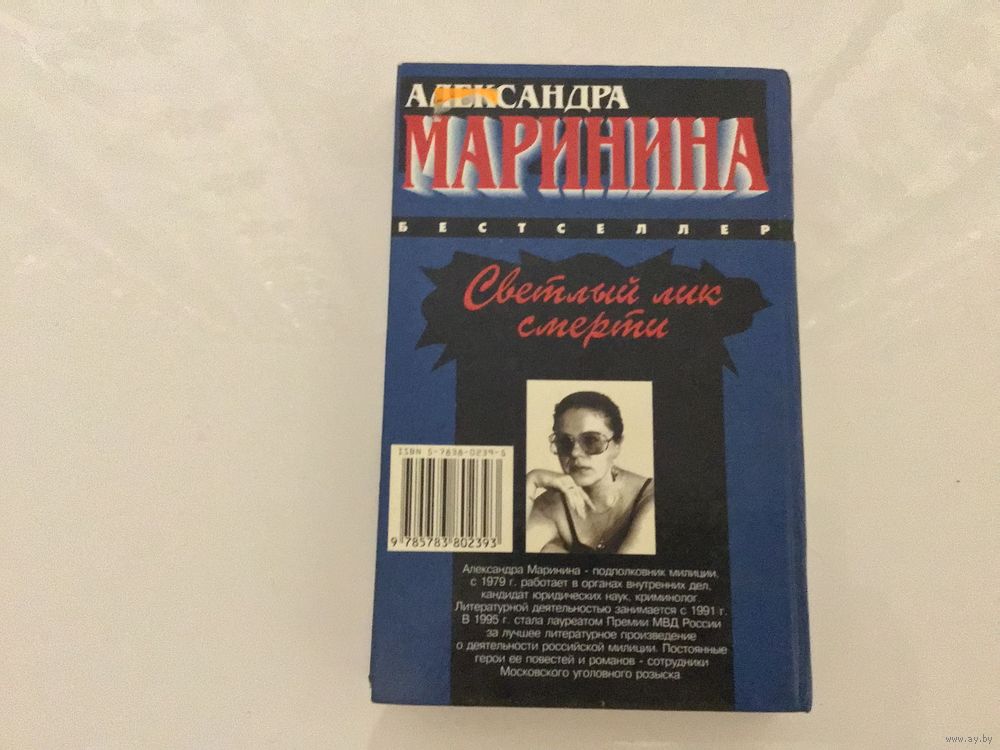 АЛЕКСАНДРА
МАРИНИНА
БЕСТСЕЛЛЕР
Светлый лик
смерти
ISBN 5-7838-0239-6
9 785783 802393
Александра Маринина - подполковник милиции,
с 1979 г. работает в органах внутренних дел,
кандидат юридических наук, криминолог.
Литературной деятельностью занимается с 1991 г.
В 1995 г. стала лауреатом Премии МВД России
за лучшее литературное произведение
о деятельности российской милиции. Постоянные
герои ее повестей и романов - сотрудники
Московского уголовного розыска.
www.ay.by